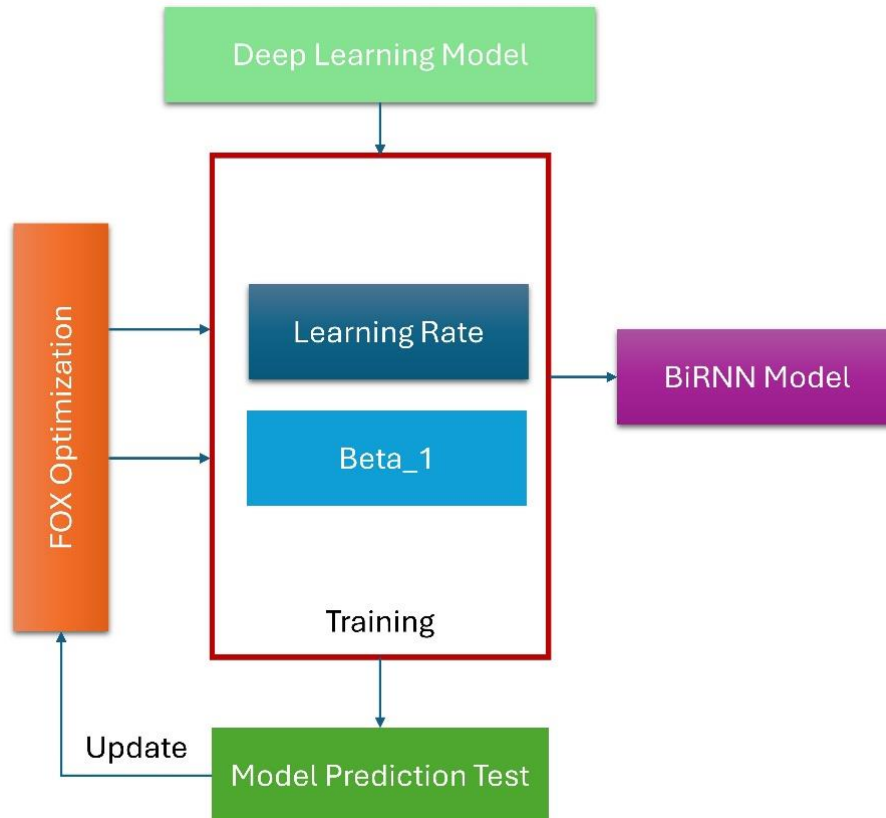 Deep Learning Model
FOX Optimization
Learning Rate
Beta_1
Training
BiRNN Model
Update
Model Prediction Test